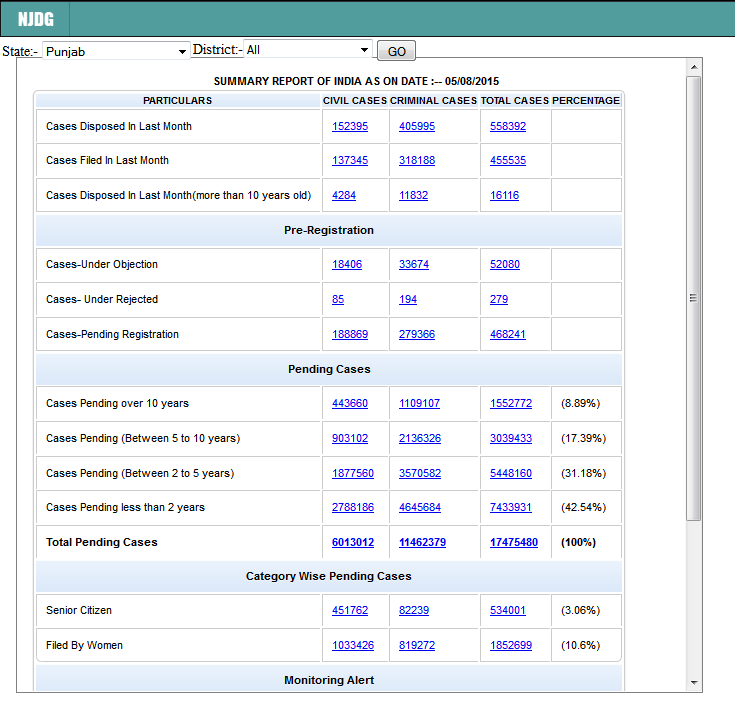 NJDG
State:- Punjab District:- All GO
SUMMARY REPORT OF INDIA AS ON DATE :-- 05/08/2015
PARTICULARS CIVIL CASES CRIMINAL CASES TOTAL CASES PERCENTAGE
Cases Disposed In Last Month 152395 405995 558392
Cases Filed In Last Month 137345 318188 455535
Cases Disposed In Last Month(more than 10 years old) 4284 11832 16116
Pre-Registration
Cases-Under Objection 18406 33674 52080
Cases- Under Rejected 85 194 279
Cases-Pending Registration 188869 279366 468241
Pending Cases
Cases Pending over 10 years 443660 1109107 1552772 (8.89%)
Cases Pending (Between 5 to 10 years) 903102 2136326 3039433 (17.39%)
Cases Pending (Between 2 to 5 years) 1877560 3570582 5448160 (31.18%)
Cases Pending less than 2 years 2788186 4645684 7433931 (42.54%)
Total Pending Cases 6013012 11462379 17475480 (100%)
Category Wise Pending Cases
Senior Citizen 451762 82239 534001 (3.06%)
Filed By Women 1033426 819272 1852699 (10.6%)
Monitoring Alert